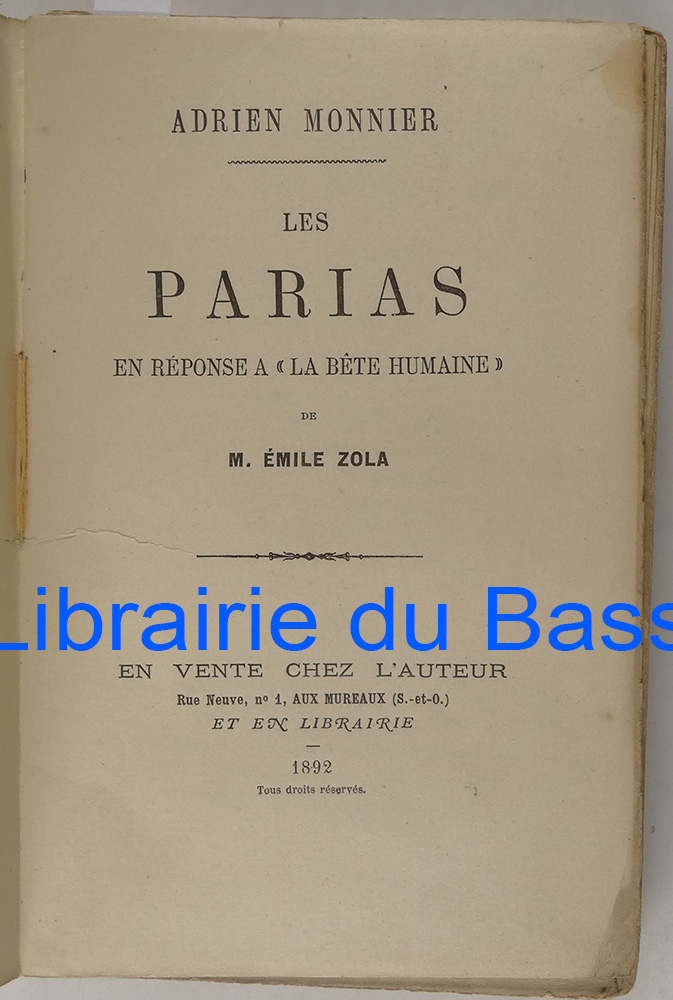 ADRIEN MONNIER
LES
PARIAS
EN RÉPONSE A « LA BÊTE HUMAINE »
DE
M. ÉMILE ZOLA
Librairie du Bass
EN VENTE CHEZ L'AUTEUR
Rue Neuve, nº 1, AUX MUREAUX (S.-et-O.)
ET EN LIBRAIRIE
1892
Tous droits réservés.